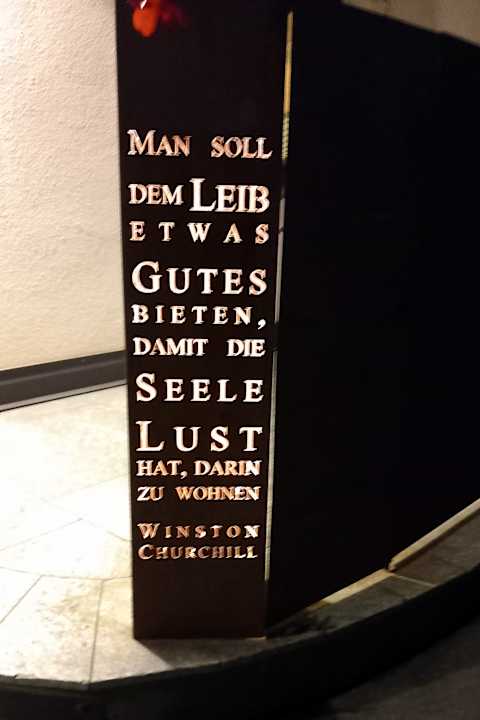 MAN SOLL
DEM LEIB
ETWAS
GUTES
BIETEN,
DAMIT DIE
SEELE
LUST
HAT, DARIN
ZU WOHNEN
WINSTON
CHURCHILL